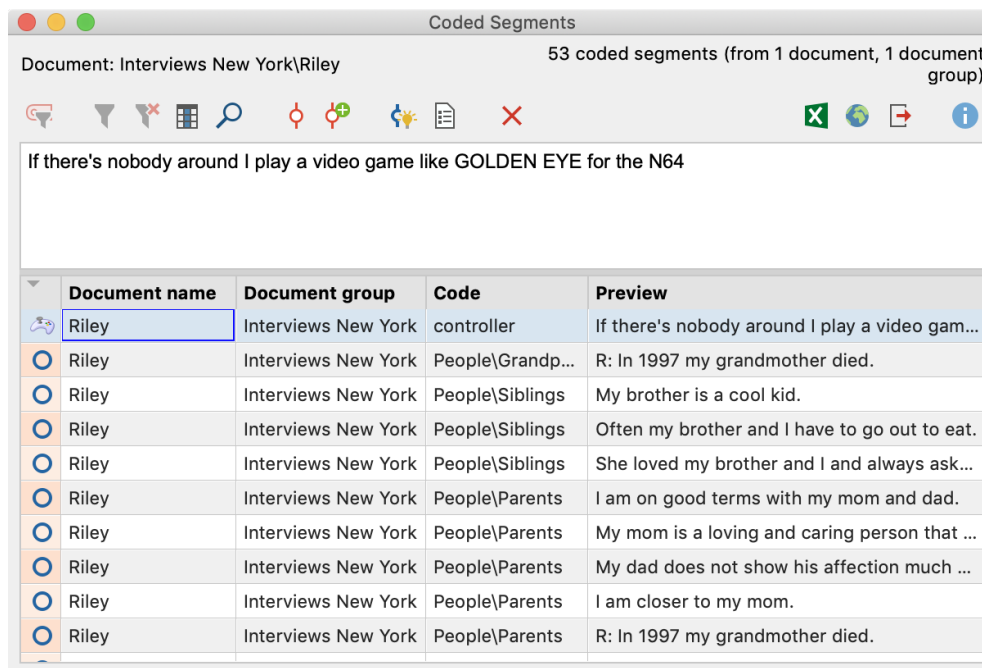 Coded Segments
Document: Interviews New York\Riley
53 coded segments (from 1 document, 1 document
group)
If there's nobody around I play a video game like GOLDEN EYE for the N64
Document name Document group Code Preview
Riley Interviews New York controller If there's nobody around I play a video gam...
Riley Interviews New York People\Grandp... R: In 1997 my grandmother died.
Riley Interviews New York People\Siblings My brother is a cool kid.
Riley Interviews New York People\Siblings Often my brother and I have to go out to eat.
Riley Interviews New York People\Siblings She loved my brother and I and always ask...
Riley Interviews New York People\Parents I am on good terms with my mom and dad.
Riley Interviews New York People\Parents My mom is a loving and caring person that ...
Riley Interviews New York People\Parents My dad does not show his affection much ...
Riley Interviews New York People\Parents I am closer to my mom.
Riley Interviews New York People\Parents R: In 1997 my grandmother died.